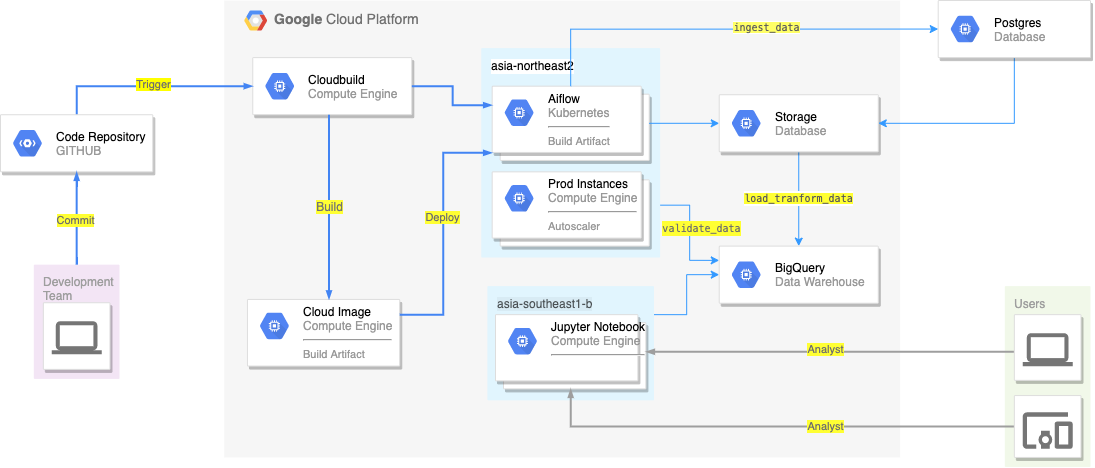 Google Cloud Platform
ingest_data
Postgres
Database
asia-northeast2
Cloudbuild
Compute Engine
Trigger
Aiflow
Kubernetes
Build Artifact
Storage
Database
Code Repository
GITHUB
Prod Instances
Compute Engine
Autoscaler
load_tranform_data
Build
Deploy
Commit
validate_data
BigQuery
Data Warehouse
Development
Team
asia-southeast1-b
Users
Cloud Image
Compute Engine
Build Artifact
Jupyter Notebook
Compute Engine
Analyst
Analyst